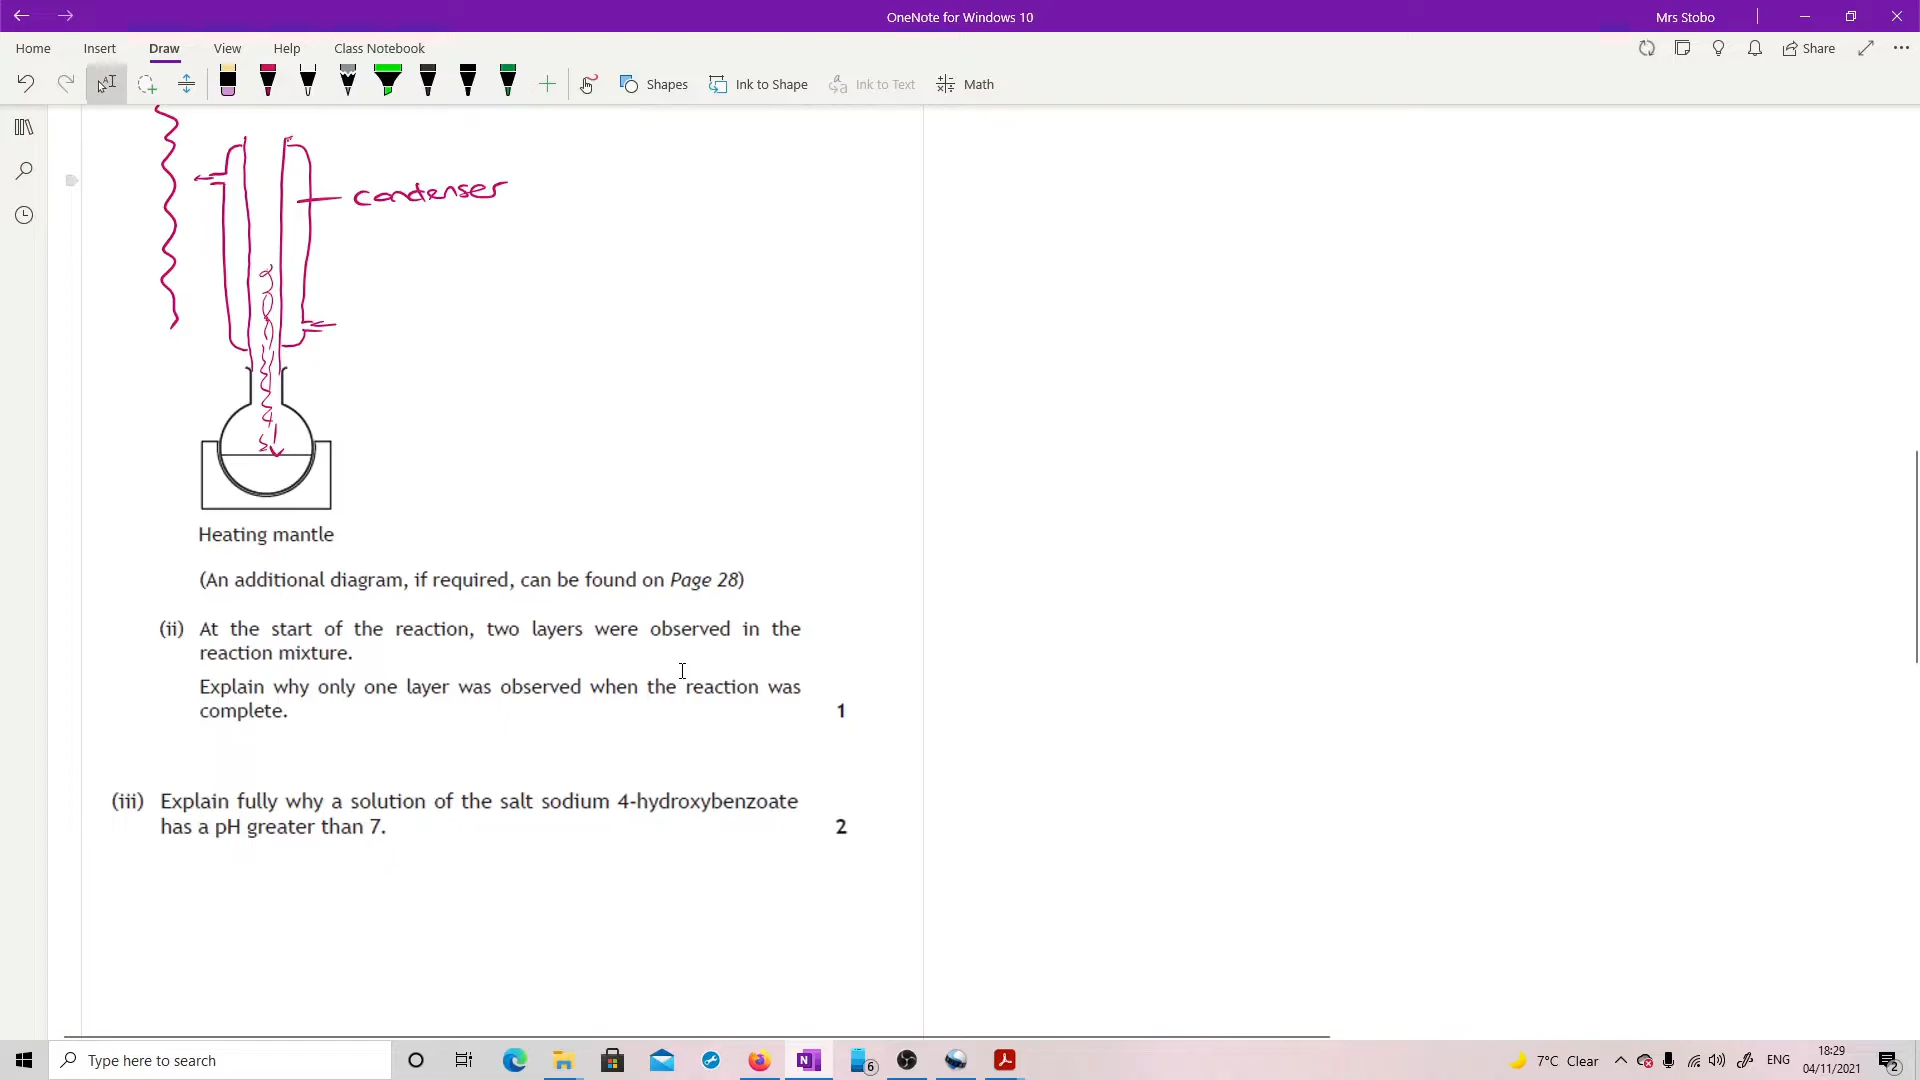 OneNote for Windows 10
Mrs Stobo
Home Insert Draw View Help Class Notebook
Share
Shapes Ink to Shape Ink to Text Math
condenser
Heating mantle
(An additional diagram, if required, can be found on Page 28)
(ii) At the start of the reaction, two layers were observed in the
reaction mixture.
Explain why only one layer was observed when the reaction was
complete. 1
(iii) Explain fully why a solution of the salt sodium 4-hydroxybenzoate
has a pH greater than 7. 2
Type here to search
6
7°C Clear
ENG
18:29
04/11/2021
2